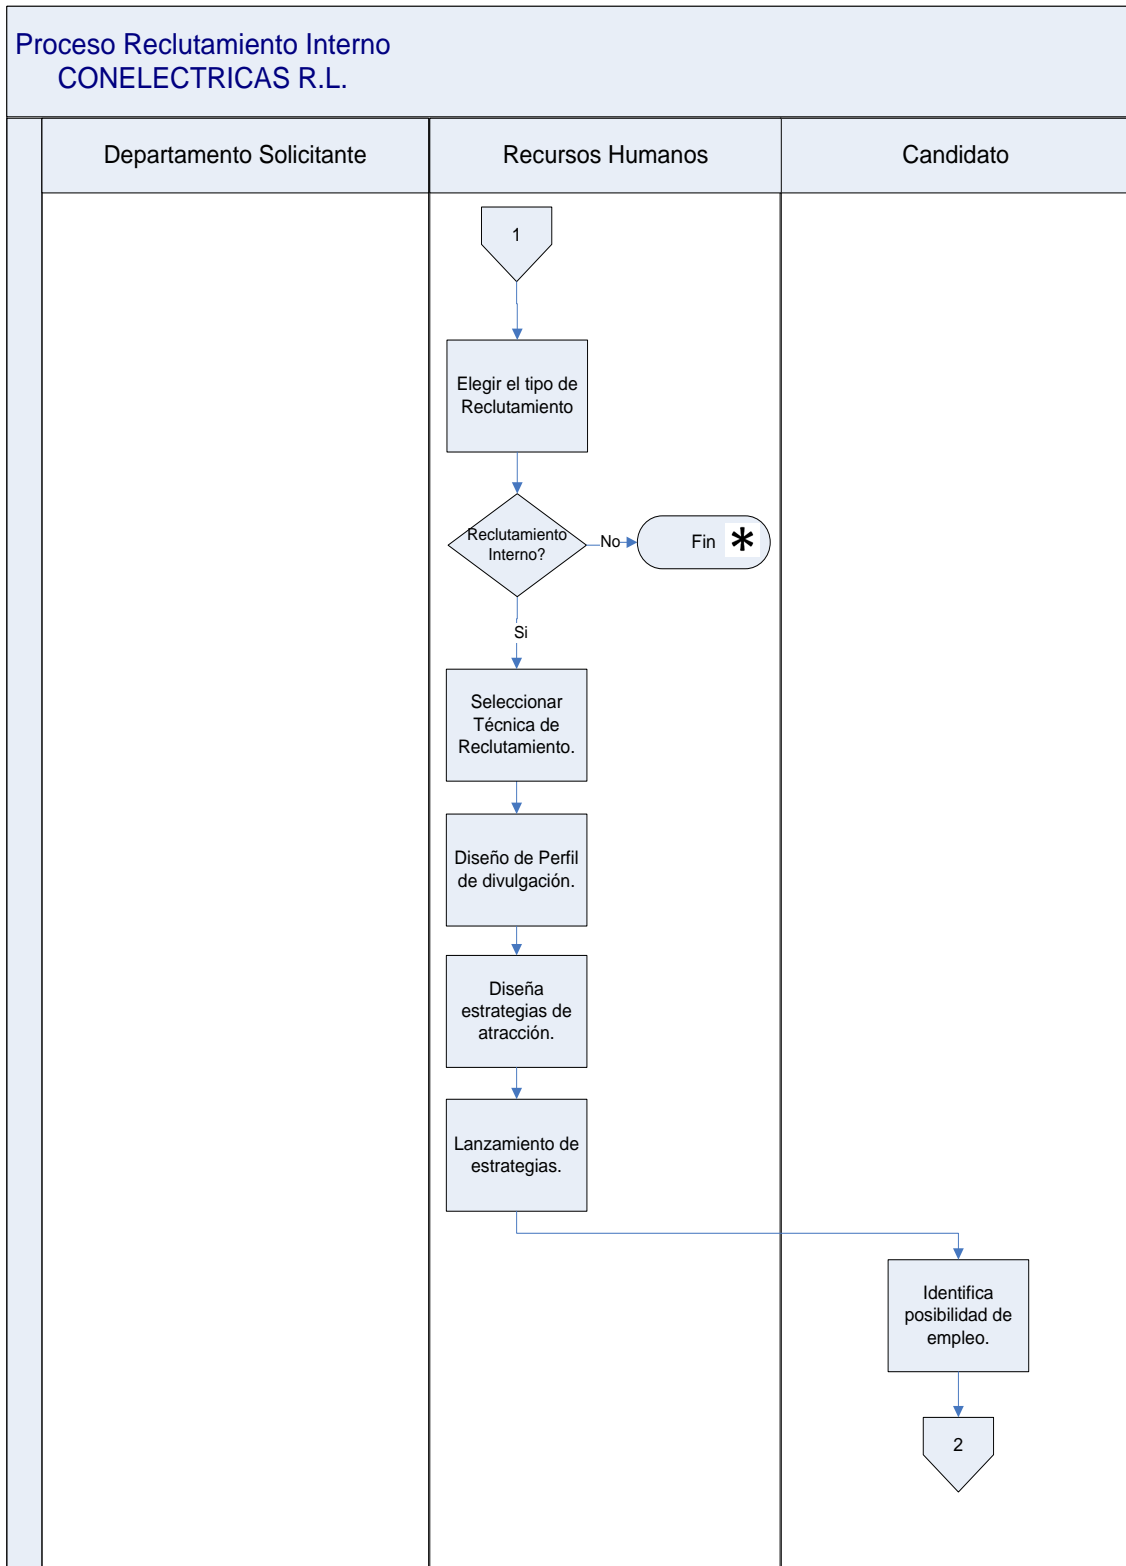 Proceso Reclutamiento Interno
CONELECTRICAS R.L.
Departamento Solicitante
Recursos Humanos
Candidato
1
Elegir el tipo de
Reclutamiento
Reclutamiento
Interno?
No
Fin *
Si
Seleccionar
Técnica de
Reclutamiento.
Diseño de Perfil
de divulgación.
Diseña
estrategias de
atracción.
Lanzamiento de
estrategias.
Identifica
posibilidad de
empleo.
2